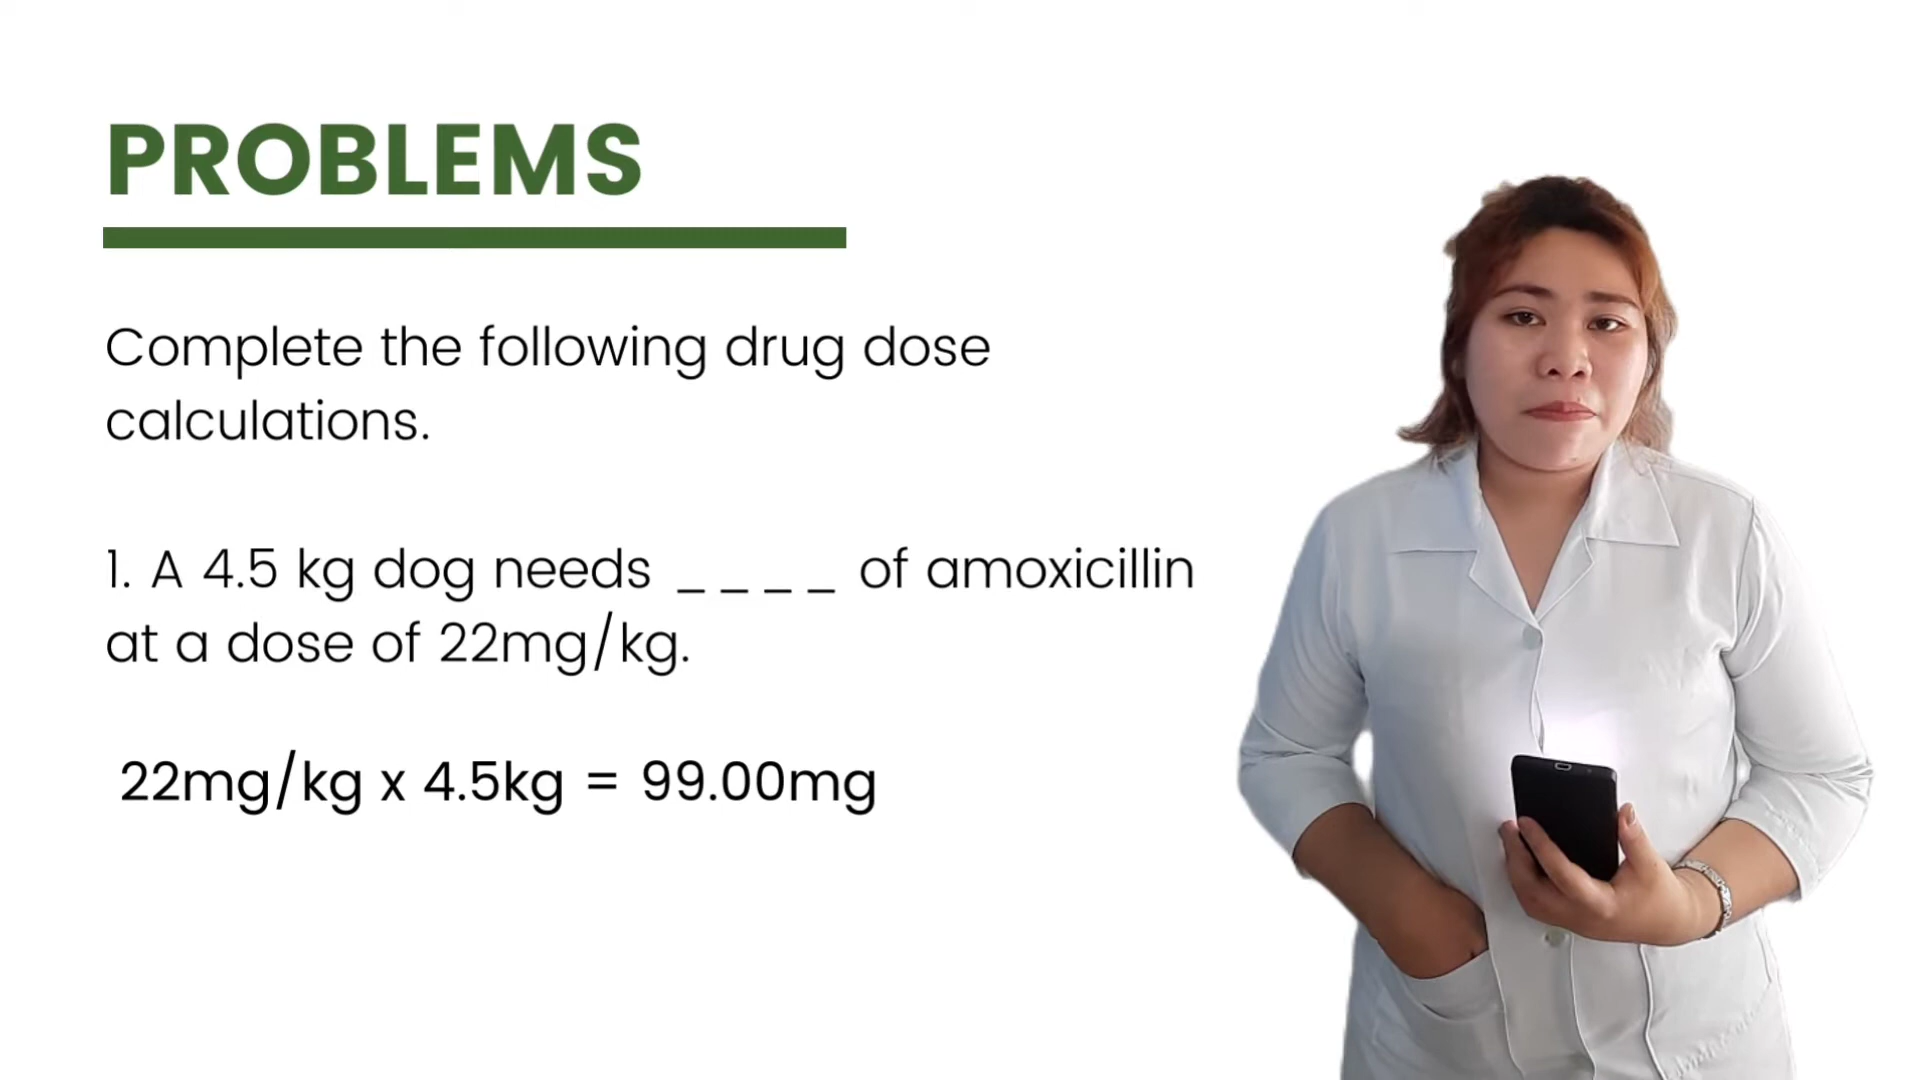 PROBLEMS
Complete the following drug dose
calculations.
1. A 4.5 kg dog needs _ _ _ _ of amoxicillin
at a dose of 22mg/kg.
22mg/kg x 4.5kg = 99.00mg